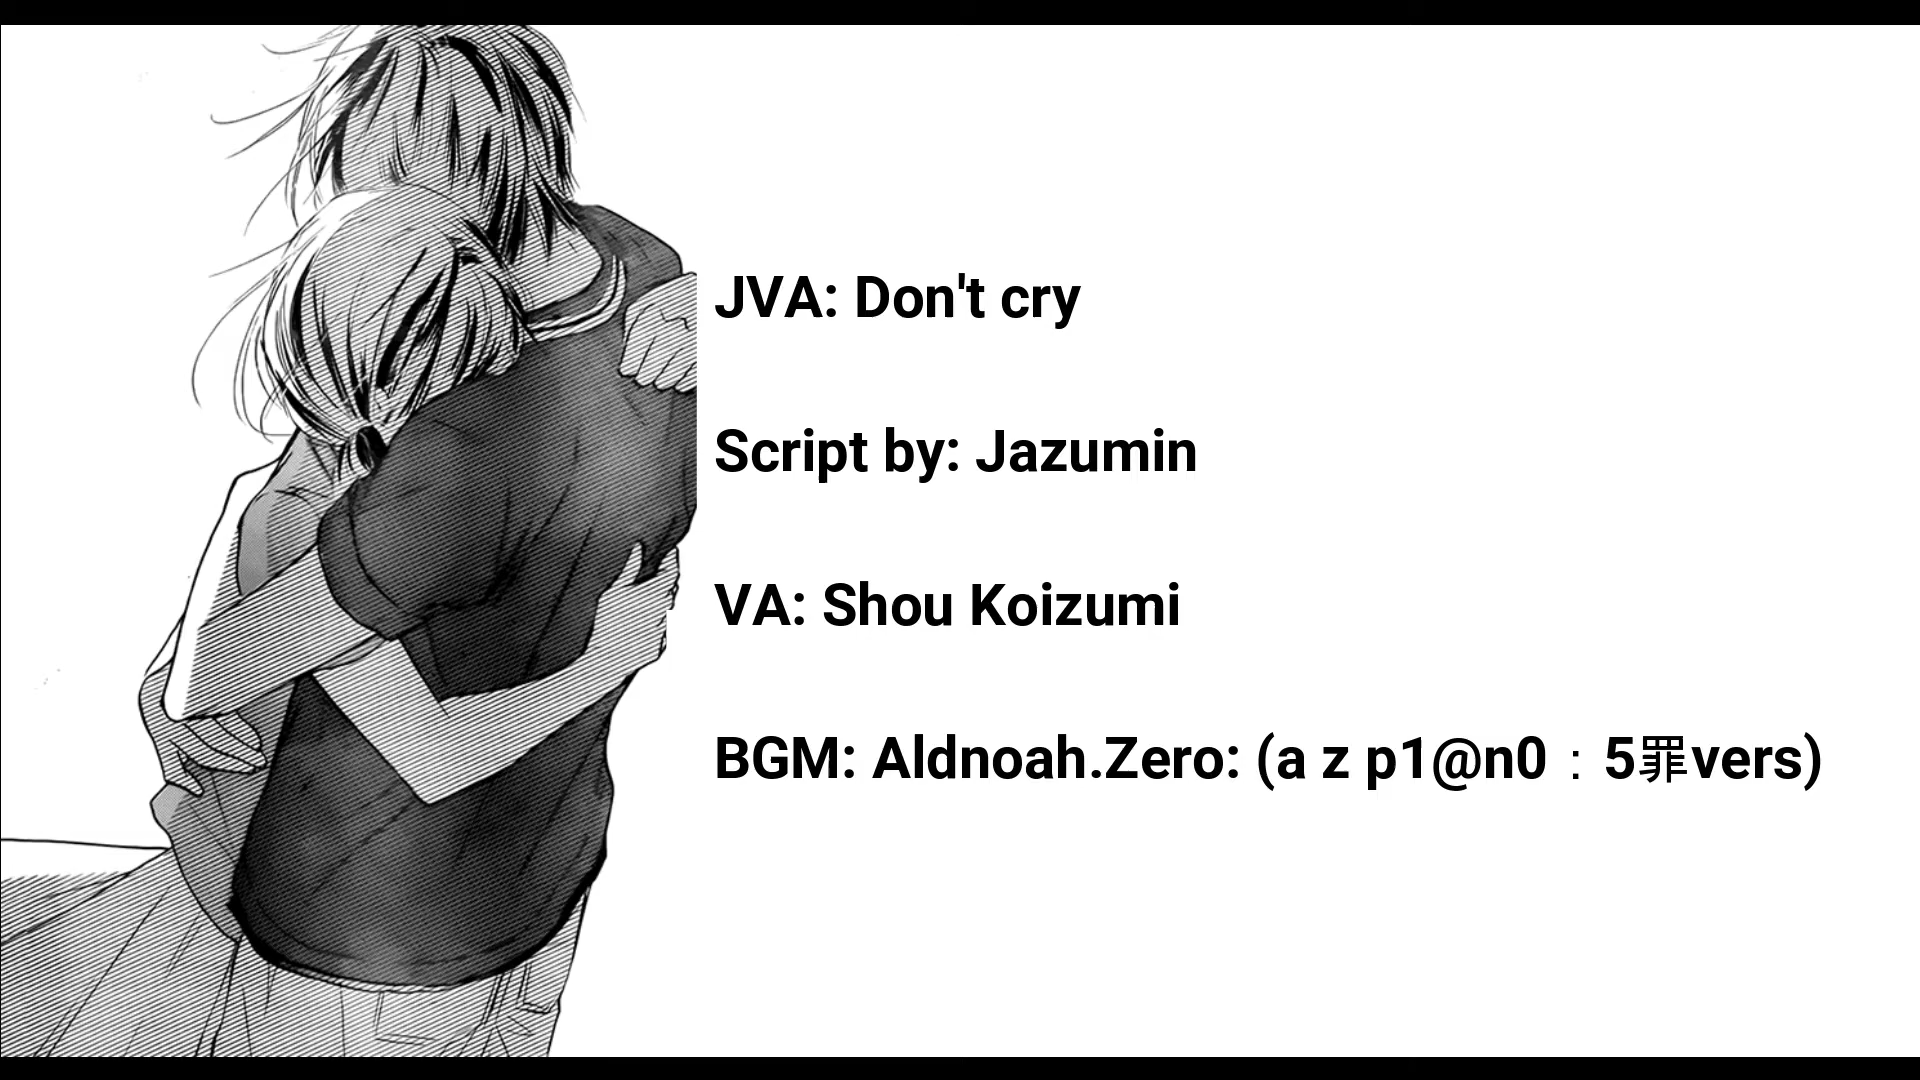 JVA: Don't cry
Script by: Jazumin
VA: Shou Koizumi
BGM: Aldnoah.Zero: (a z p1@n0：5罪vers)